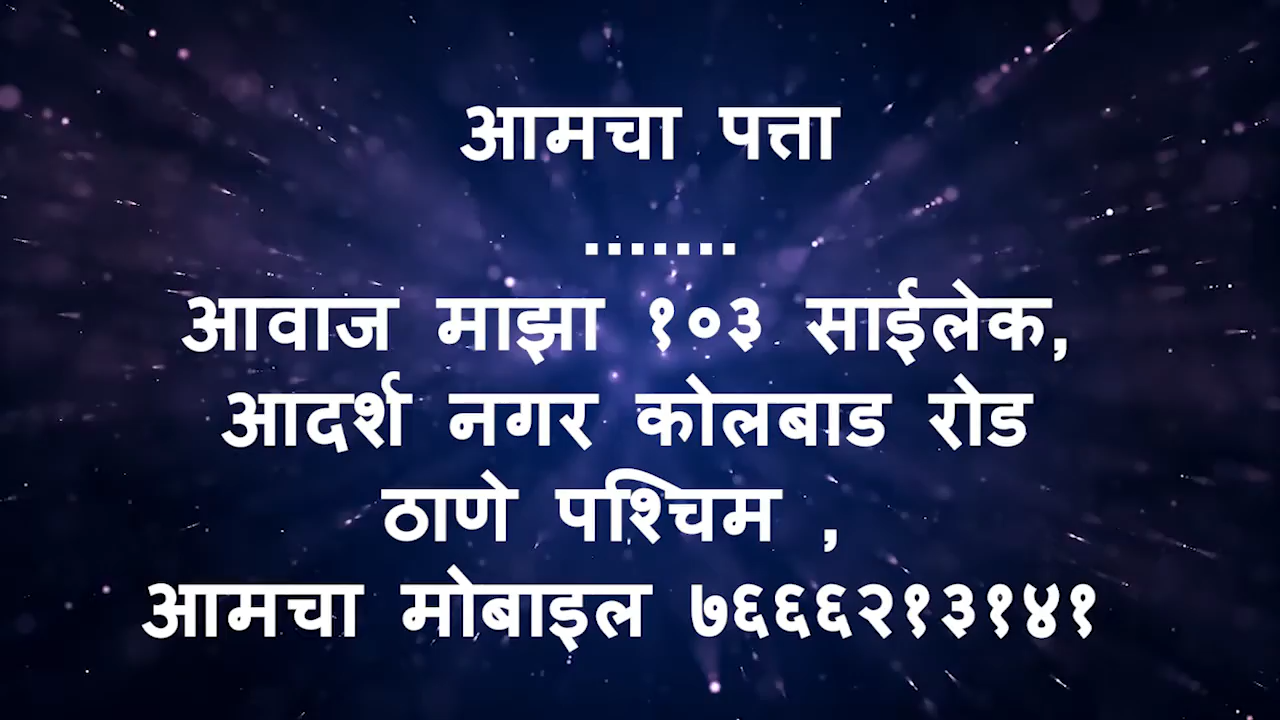 आमचा पत्ता
.......
आवाज माझा १०३ साईलेक,
आदर्श नगर कोलबाड रोड
ठाणे पश्चिम ,
आमचा मोबाइल ७६६६२१३१४१